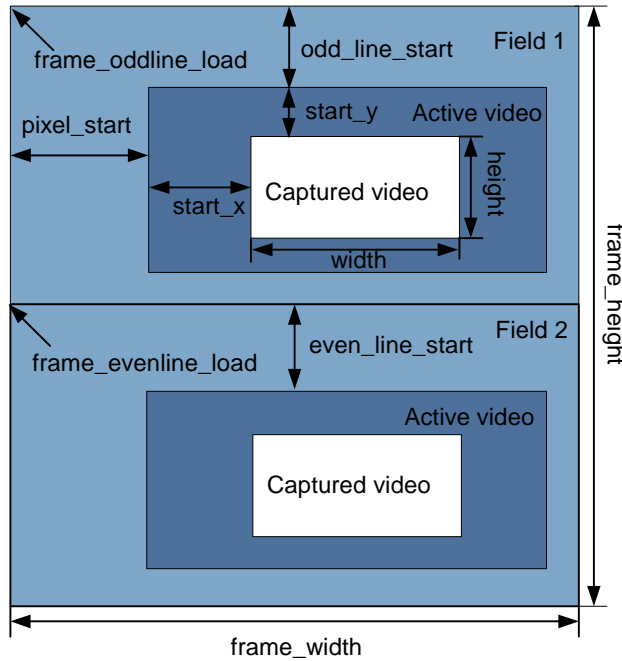 frame_oddline_load
odd_line_start
Field 1
pixel_start
start_y
Active video
start_x
Captured video
height
width
frame_height
Field 2
frame_evenline_load
even_line_start
Active video
Captured video
frame_width